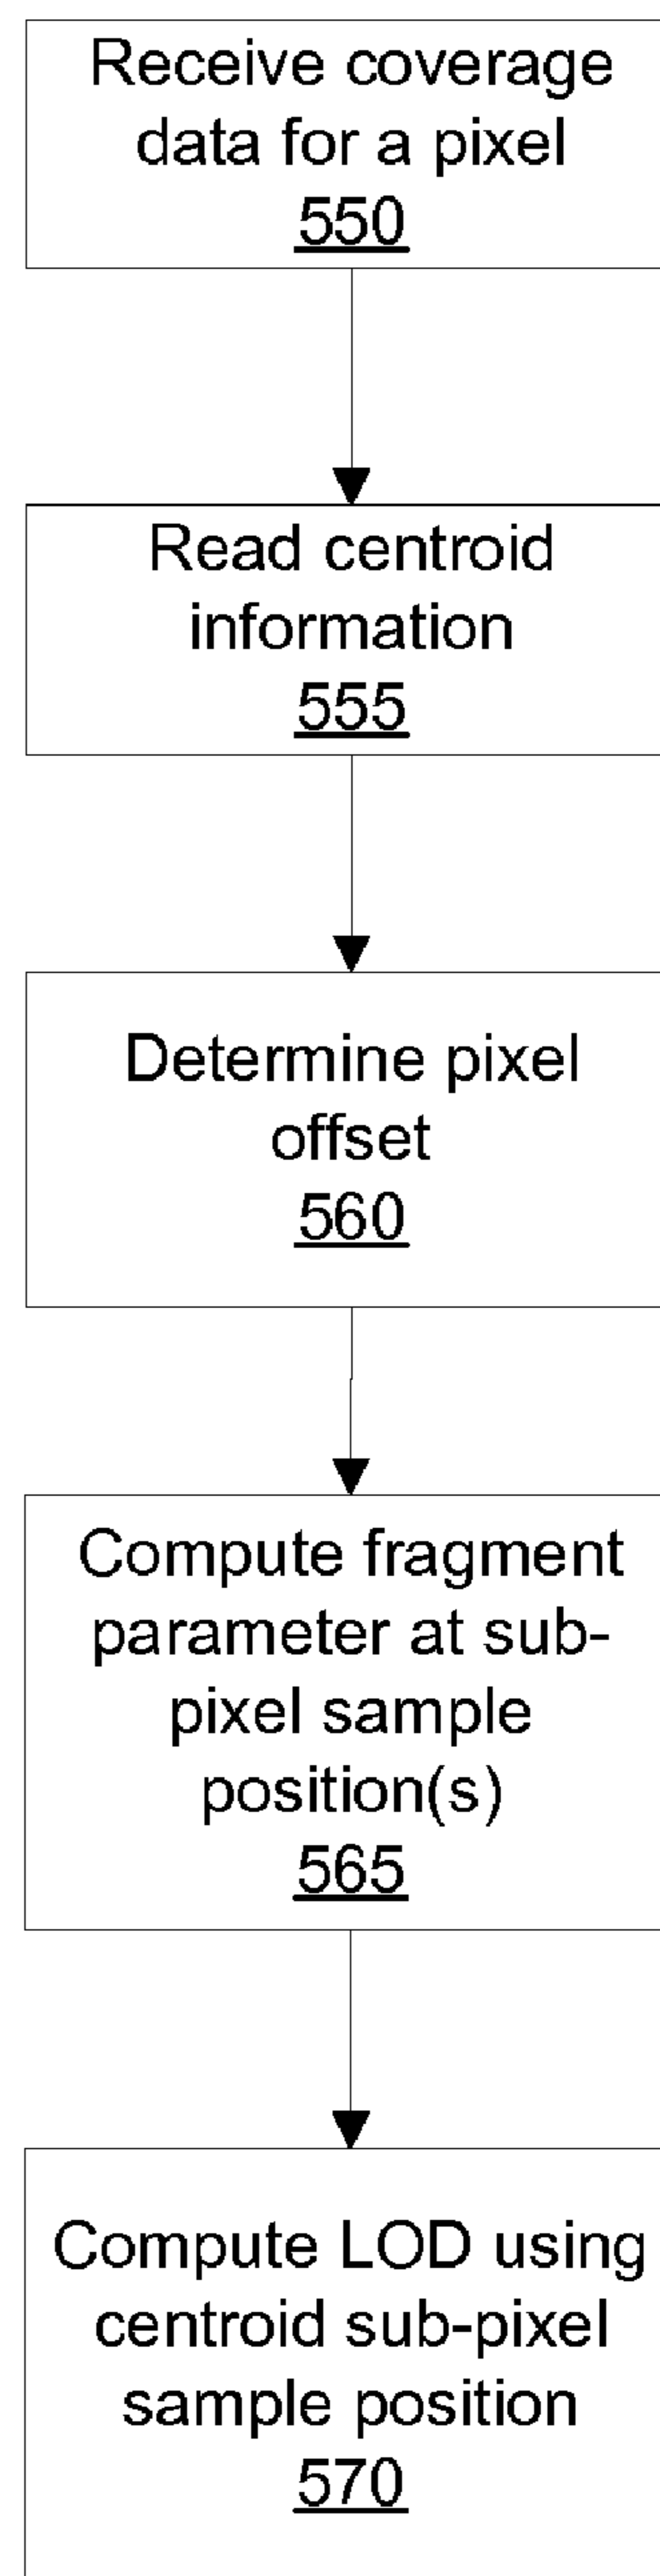 Receive coverage
data for a pixel
550
Read centroid
information
555
Determine pixel
offset
560
Compute fragment
parameter at sub-
pixel sample
position(s)
565
Compute LOD using
centroid sub-pixel
sample position
570